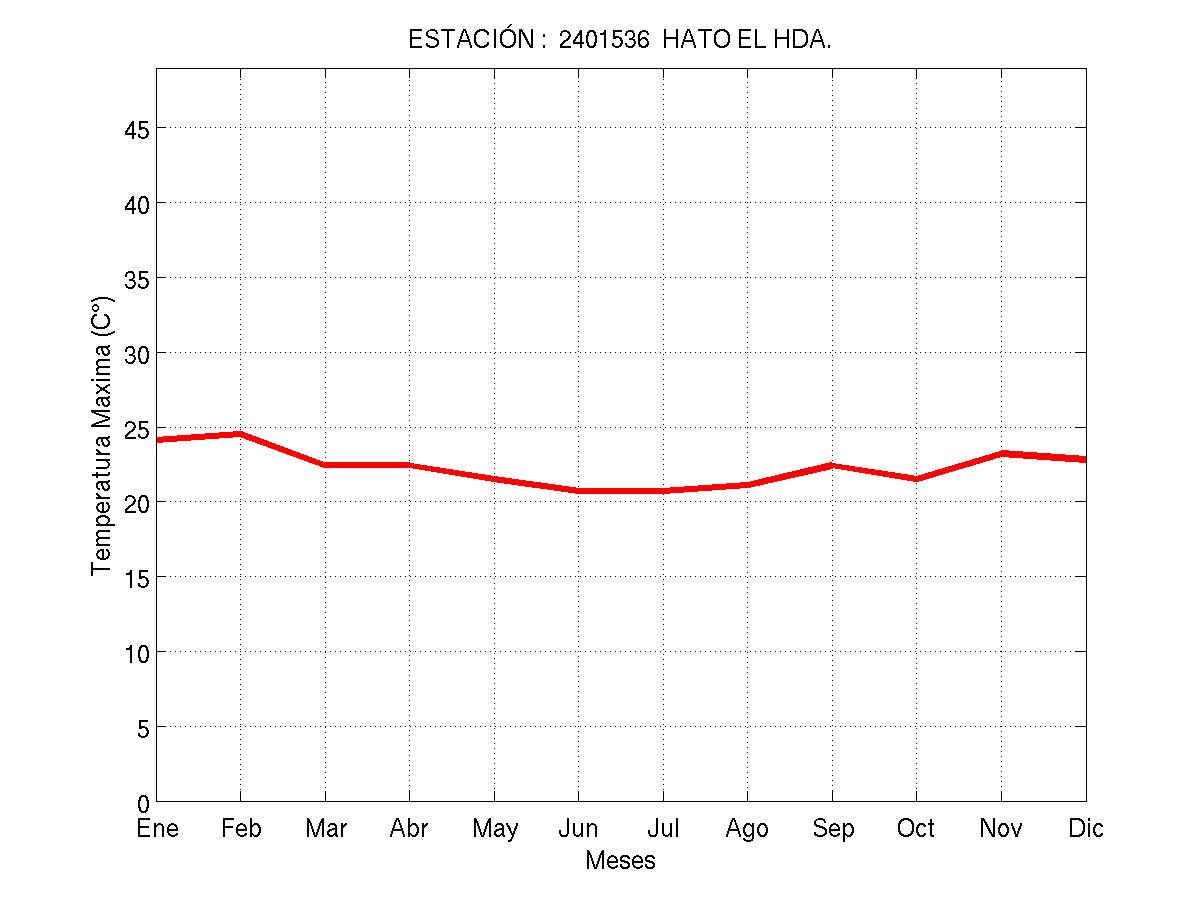 ESTACIÓN :  2401536  HATO EL HDA.
45
40
35
30
25
20
15
10
5
0
Temperatura Maxima (C°)
Ene Feb Mar Abr May Jun Jul Ago Sep Oct Nov Dic
Meses